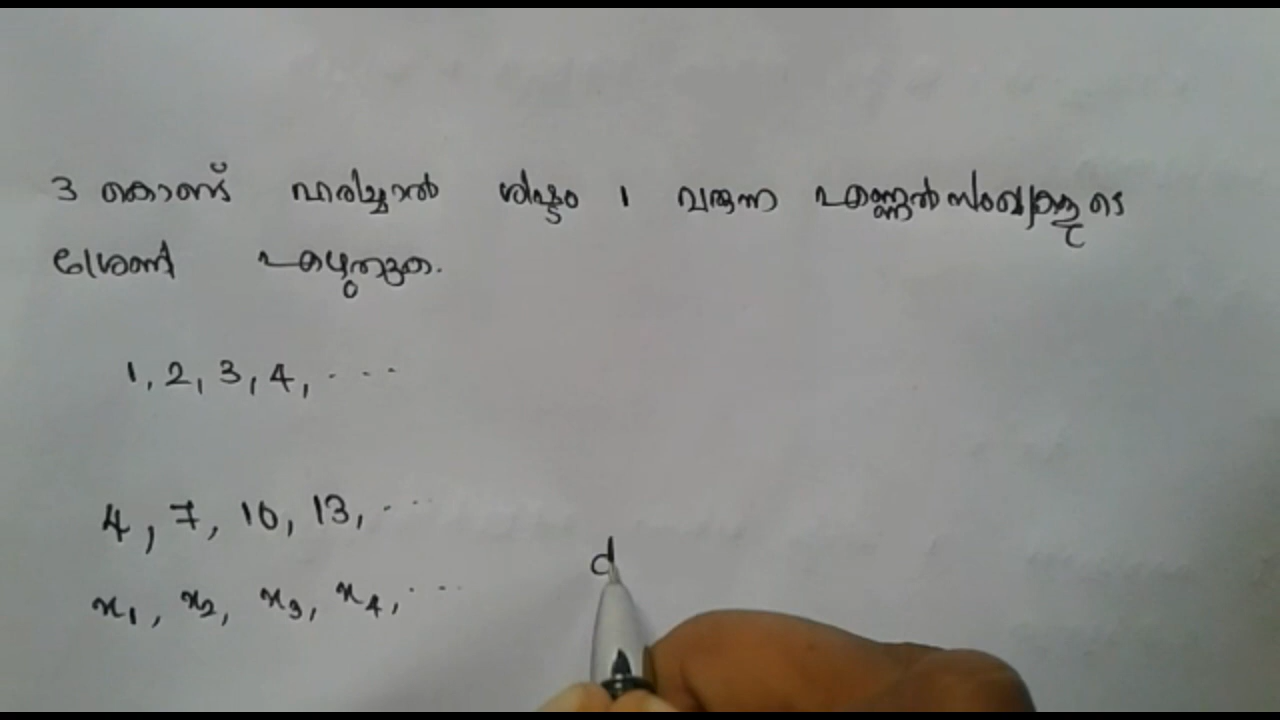 3 കൊണ്ട് ഹരിച്ചാൽ ശിഷ്ടം 1 വരുന്ന എണ്ണൽസംഖ്യകളുടെ
ശ്രേണി എഴുതുക.
1, 2, 3, 4, ...
4, 7, 10, 13, ...
x₁, x₂, x₃, x₄, ...
d